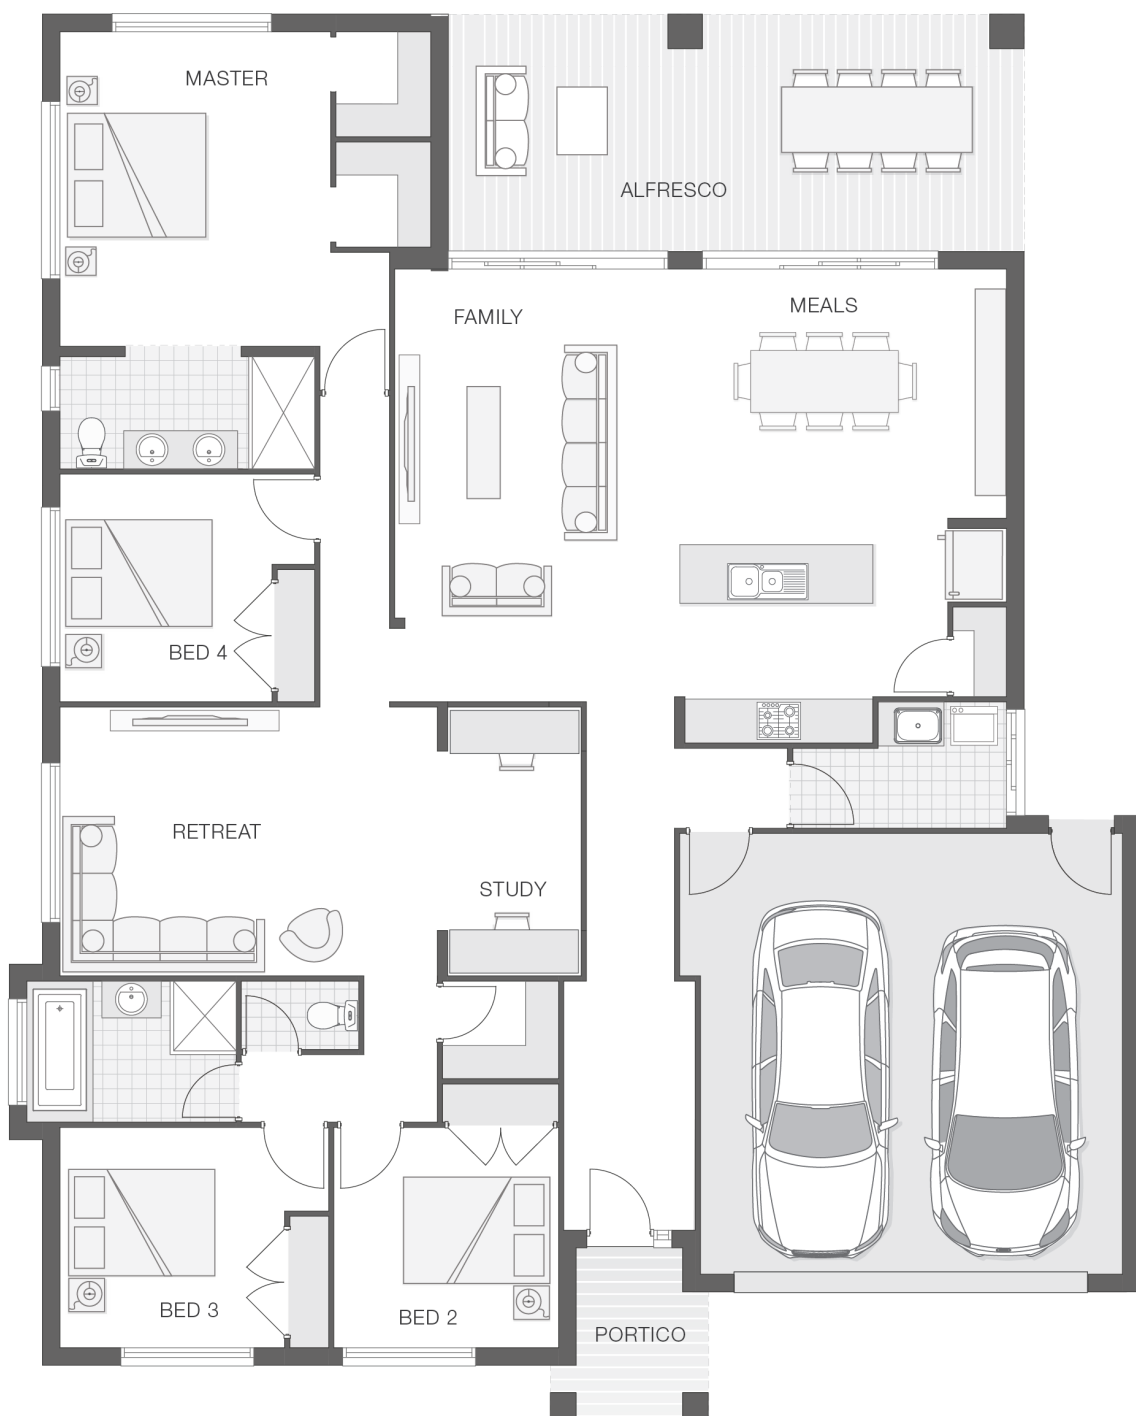 MASTER
ALFRESCO
FAMILY
MEALS
BED 4
RETREAT
STUDY
BED 3
BED 2
PORTICO